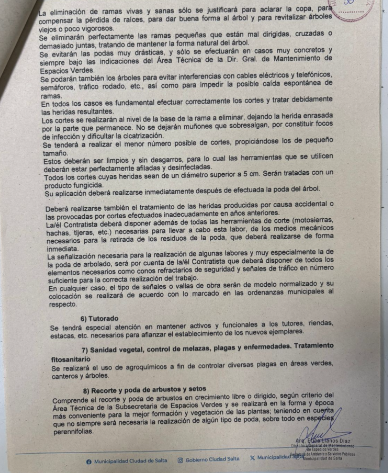 La eliminación de ramas vivas y sanas sólo se justificará para aclarar la copa, para
compensar la pérdida de raíces, para dar buena forma al árbol y para revitalizar árboles
viejos o poco vigorosos.
Se eliminarán perfectamente las ramas pequeñas que están mal dirigidas, cruzadas o
demasiado juntas, tratando de mantener la forma natural del árbol.
Se evitarán las podas muy drásticas, y sólo se efectuarán en casos muy concretos y
siempre bajo las indicaciones del Área Técnica de la Dir. Gral. de Mantenimiento de
Espacios Verdes.
Se podarán también los árboles para evitar interferencias con cables eléctricos y telefónicos,
semáforos, tráfico rodado, etc., así como para impedir la posible caída espontánea de
ramas.
En todos los casos es fundamental efectuar correctamente los cortes y tratar debidamente
las heridas resultantes.
Los cortes se realizarán al nivel de la base de la rama a eliminar, dejando la herida enrasada
por la parte que permanece. No se dejarán muñones que sobresalgan, por constituir focos
de infección y dificultar la cicatrización.
Se tenderá a realizar el menor número posible de cortes, propiciándose los de pequeño
tamaño.
Estos deberán ser limpios y sin desgarros, para lo cual las herramientas que se utilicen
deberán estar perfectamente afiladas y desinfectadas.
Todos los cortes cuyas heridas sean de un diámetro superior a 5 cm. Serán tratadas con un
producto fungicida.
Su aplicación deberá realizarse inmediatamente después de efectuada la poda del árbol.
Deberá realizarse también el tratamiento de las heridas producidas por causa accidental o
las provocadas por cortes efectuados inadecuadamente en años anteriores.
La/él Contratista deberá disponer además de todas las herramientas de corte (motosierras,
hachas, tijeras, etc.) necesarias para llevar a cabo esta labor, de los medios mecánicos
necesarios para la retirada de los residuos de la poda, que deberá realizarse de forma
inmediata.
La señalización necesaria para la realización de algunas labores y muy especialmente la de
la poda de arbolado, será por cuenta de la/él Contratista que deberá disponer de todos los
elementos necesarios como conos refractarios de seguridad y señales de tráfico en número
suficiente para la correcta realización del trabajo.
En cualquier caso, el tipo de señales o vallas de obra serán de modelo normalizado y su
colocación se realizará de acuerdo con lo marcado en las ordenanzas municipales al
respecto.
6) Tutorado
Se tendrá especial atención en mantener activos y funcionales a los tutores, riendas,
estacas, etc. necesarios para afianzar el establecimiento de los nuevos ejemplares.
7) Sanidad vegetal, control de melazas, plagas y enfermedades. Tratamiento
fitosanitario
Se realizará el uso de agroquímicos a fin de controlar diversas plagas en áreas verdes,
canteros y árboles.
8) Recorte y poda de arbustos y setos
Comprende el recorte y poda de arbustos en crecimiento libre o dirigido, según criterio del
Área Técnica de la Subsecretaría de Espacios Verdes y se realizará en la forma y época
más conveniente para la mejor formación y vegetación de las plantas; teniendo en cuenta
que no siempre será necesaria la realización de algún tipo de poda, sobre todo en especies
perennifolias.
Municipalidad Ciudad de Salta
Gobierno Ciudad Salta